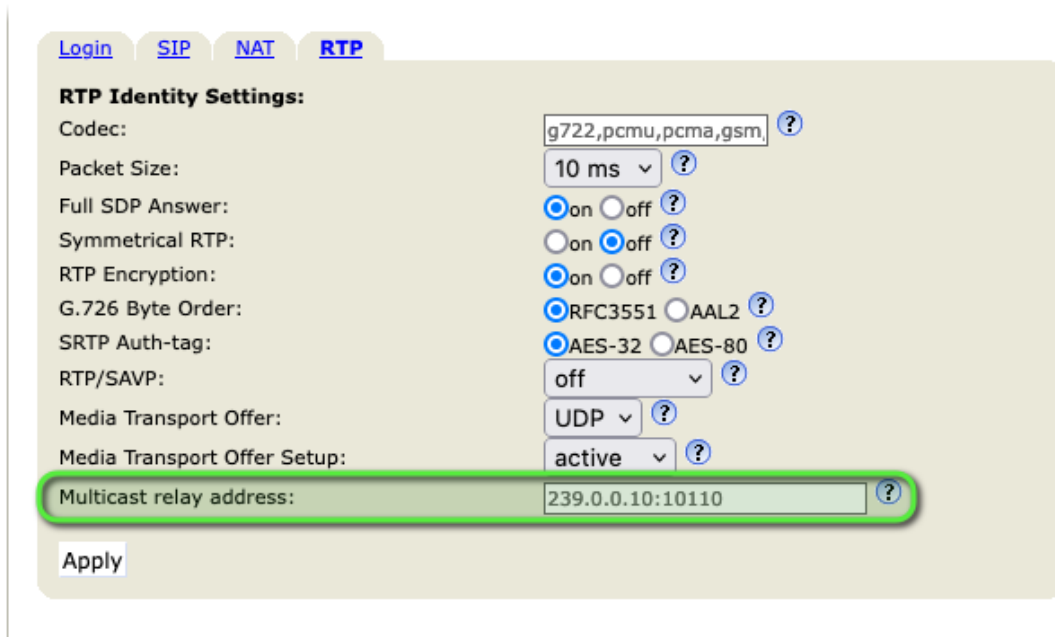 Login SIP NAT RTP
RTP Identity Settings:
Codec: g722,pcmu,pcma,gsm, ?
Packet Size: 10 ms ?
Full SDP Answer: on off ?
Symmetrical RTP: on off ?
RTP Encryption: on off ?
G.726 Byte Order: RFC3551 AAL2 ?
SRTP Auth-tag: AES-32 AES-80 ?
RTP/SAVP: off ?
Media Transport Offer: UDP ?
Media Transport Offer Setup: active ?
Multicast relay address: 239.0.0.10:10110 ?
Apply